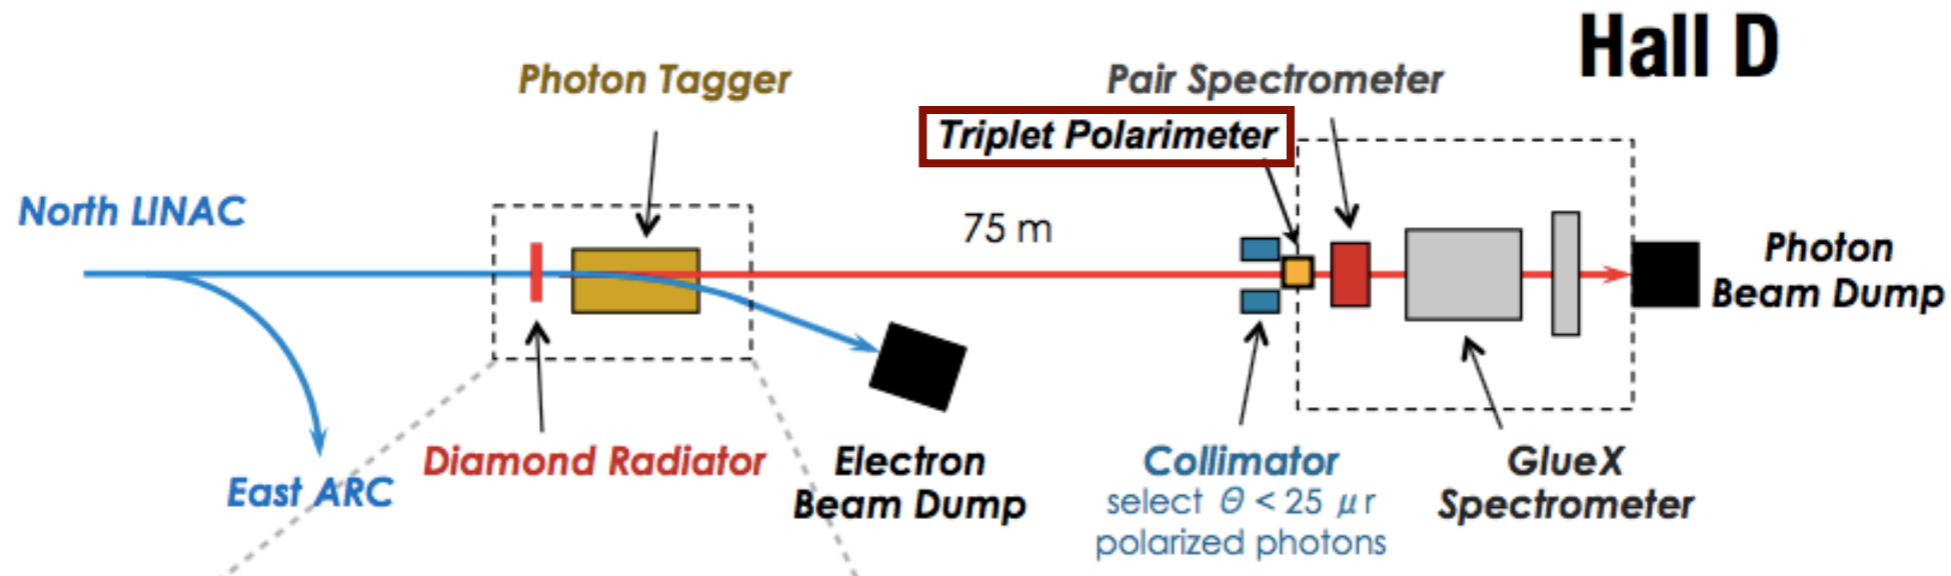 Hall D
Photon Tagger
Pair Spectrometer
Triplet Polarimeter
North LINAC
75 m
Photon
Beam Dump
Diamond Radiator
Electron
Beam Dump
Collimator
select θ < 25 μr
polarized photons
GlueX
Spectrometer
East ARC